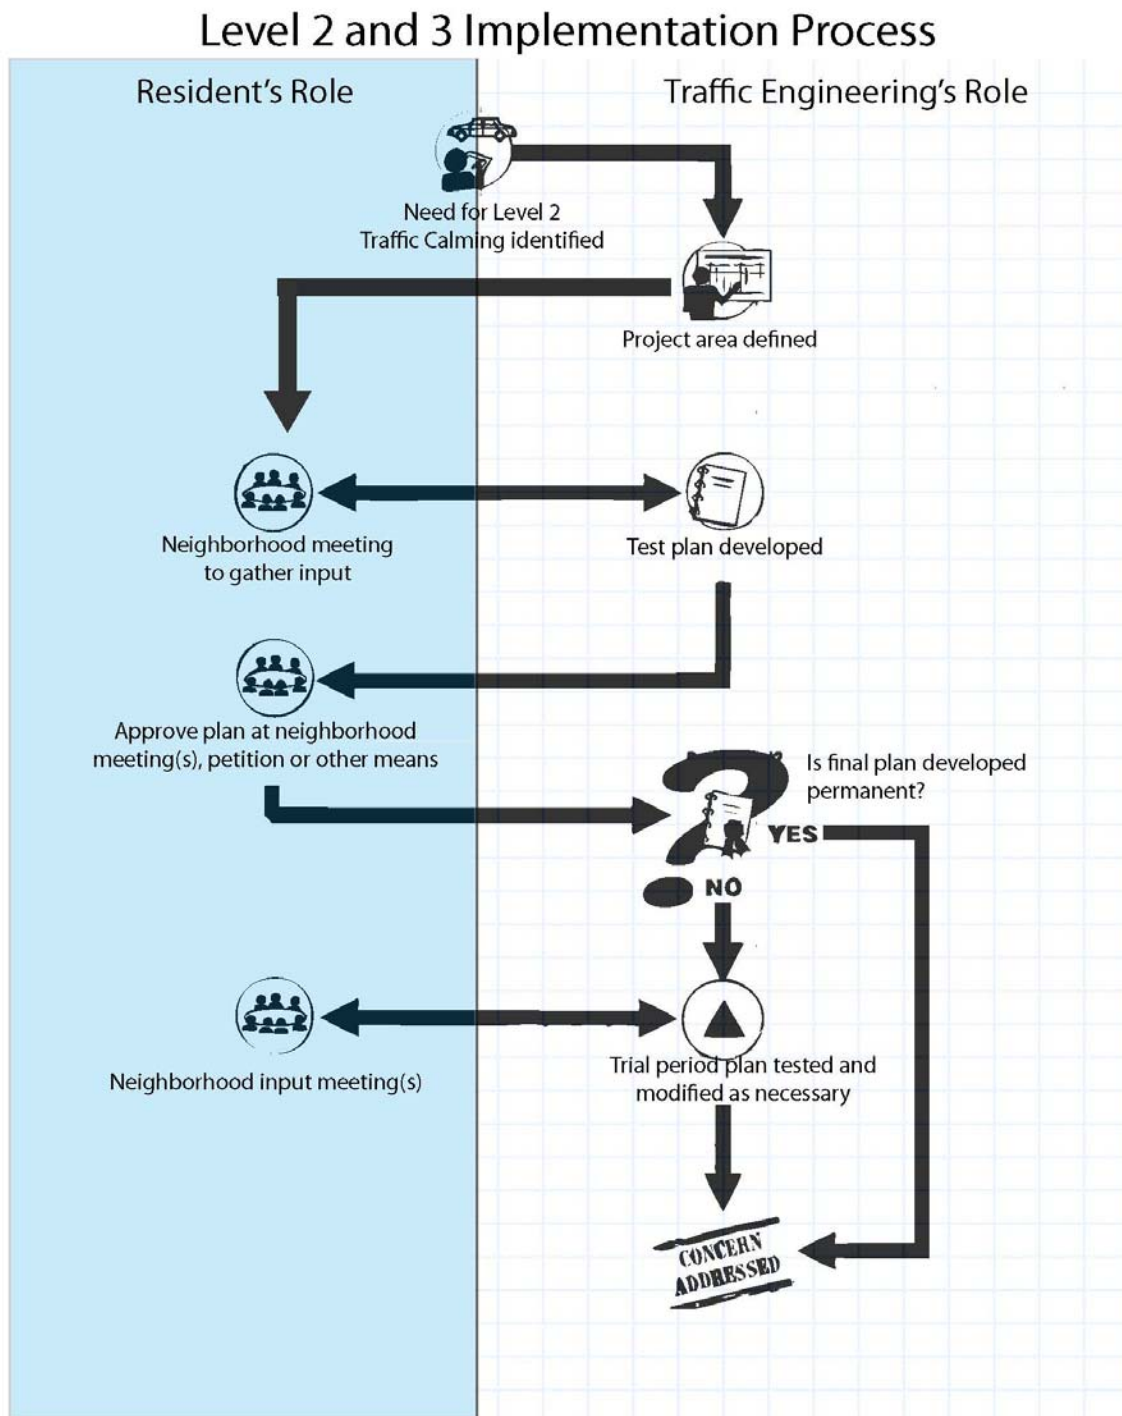 Level 2 and 3 Implementation Process
Resident's Role
Traffic Engineering's Role
Need for Level 2
Traffic Calming identified
Project area defined
Neighborhood meeting
to gather input
Test plan developed
Approve plan at neighborhood
meeting(s), petition or other means
Is final plan developed
permanent?
YES
NO
Neighborhood input meeting(s)
Trial period plan tested and
modified as necessary
CONCERN
ADDRESSED